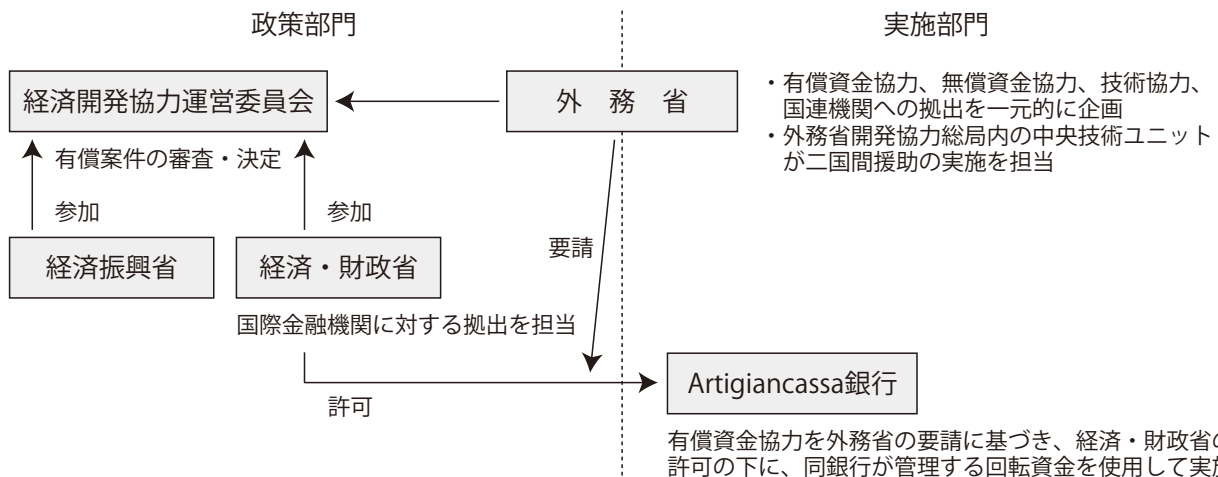 政策部門
実施部門
経済開発協力運営委員会
外　務　省
・有償資金協力、無償資金協力、技術協力、
国連機関への拠出を一元的に企画
・外務省開発協力総局内の中央技術ユニット
が二国間援助の実施を担当
有償案件の審査・決定
参加
参加
要請
経済振興省
経済・財政省
国際金融機関に対する拠出を担当
許可
Artigiancassa銀行
有償資金協力を外務省の要請に基づき、経済・財政省の
許可の下に、同銀行が管理する回転資金を使用して実施